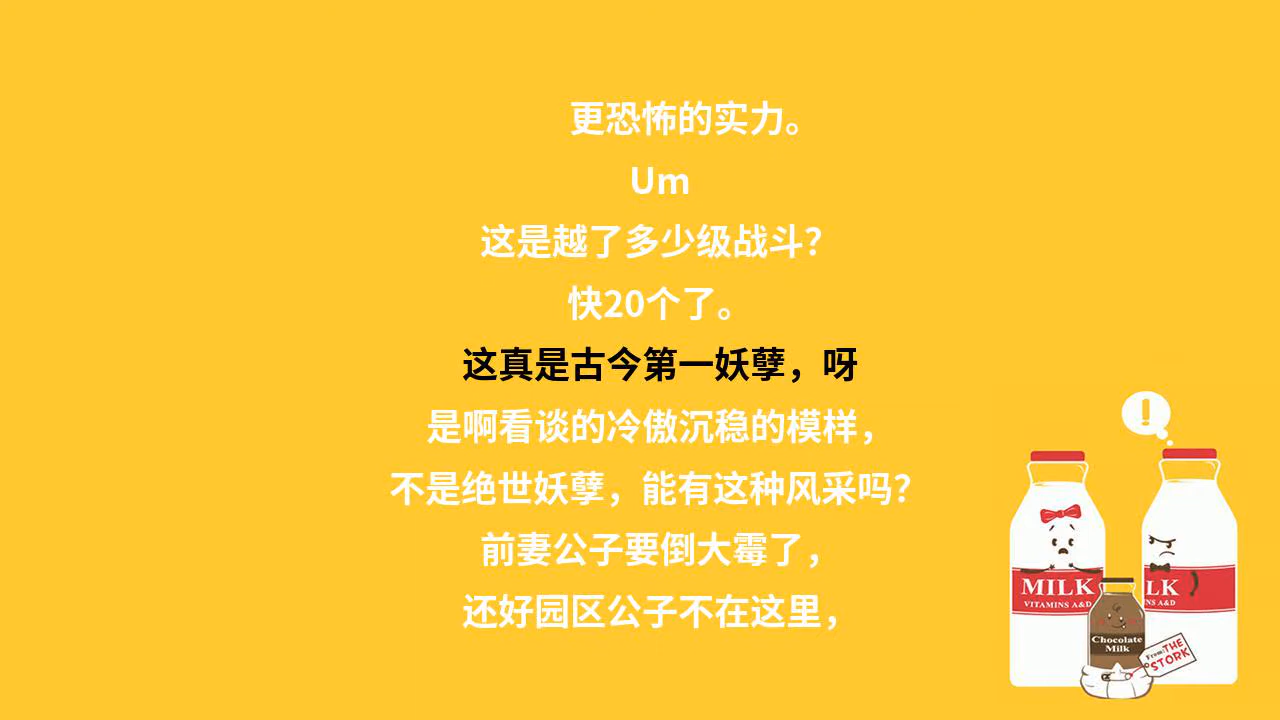 更恐怖的实力。
Um
这是越了多少级战斗？
快20个了。
这真是古今第一妖孽，呀
是啊看谈的冷傲沉稳的模样，
不是绝世妖孽，能有这种风采吗？
前妻公子要倒大霉了，
还好园区公子不在这里，
!
MILK
VITAMINS A&D
LK
NS A&D
Chocolate
Milk
From: THE
STORK